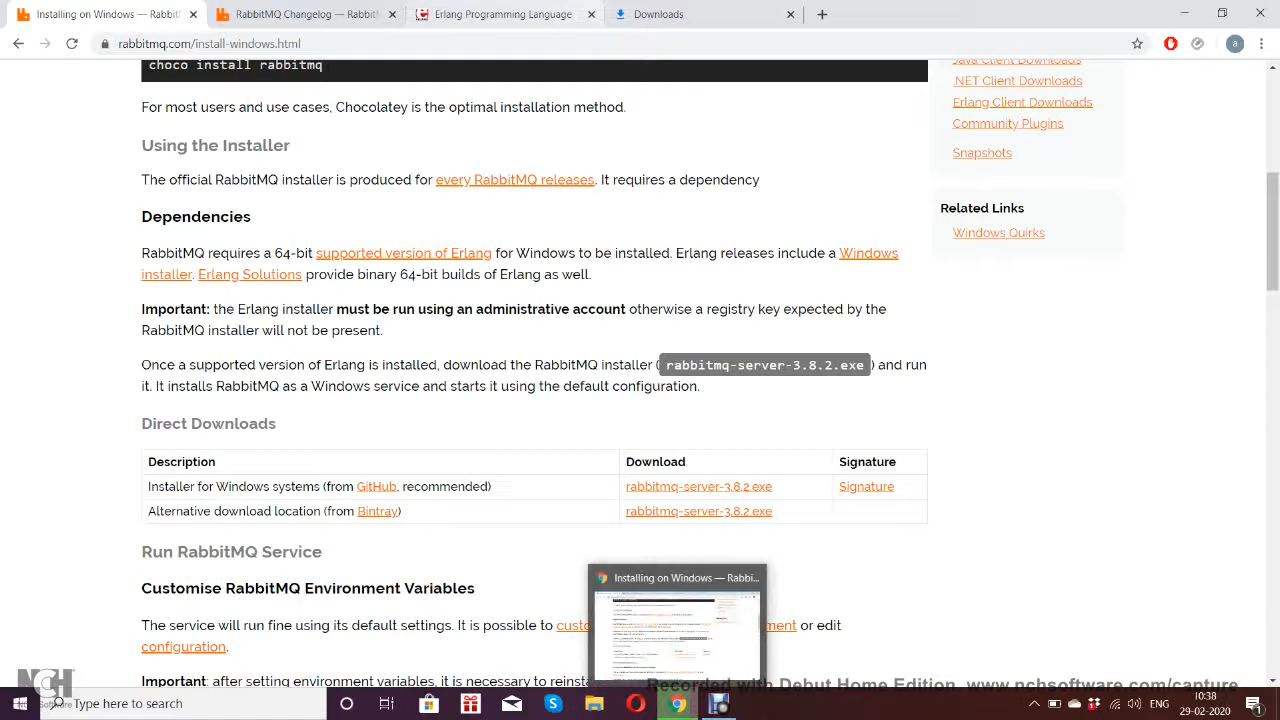 Installing on Windows — RabbitMQ
RabbitMQ Changelog – RabbitMQ
Erlang Programming Language
Downloads
rabbitmq.com/install-windows.html
a
choco install rabbitmq
For most users and use cases, Chocolatey is the optimal installation method.
Using the Installer
The official RabbitMQ installer is produced for every RabbitMQ releases. It requires a dependency
Dependencies
RabbitMQ requires a 64-bit supported version of Erlang for Windows to be installed. Erlang releases include a Windows
installer. Erlang Solutions provide binary 64-bit builds of Erlang as well.
Important: the Erlang installer must be run using an administrative account otherwise a registry key expected by the
RabbitMQ installer will not be present.
Once a supported version of Erlang is installed, download the RabbitMQ installer (rabbitmq-server-3.8.2.exe) and run
it. It installs RabbitMQ as a Windows service and starts it using the default configuration.
Direct Downloads
Description Download Signature
Installer for Windows systems (from GitHub, recommended) rabbitmq-server-3.8.2.exe Signature
Alternative download location (from Bintray) rabbitmq-server-3.8.2.exe
Run RabbitMQ Service
Customise RabbitMQ Environment Variables
The service will run fine using its default settings. It is possible to custo
ment or edit
configuration.
Important: after setting environment variables, it is necessary to reinst
Java Client Downloads
.NET Client Downloads
Erlang Client Downloads
Community Plugins
Snapshots
Related Links
Windows Quirks
Installing on Windows — Rabbi...
NCH
Software
Recorded with Debut Home Edition. www.nchsoftware.com/capture
Type here to search
ENG
10:38
29-02-2020
1